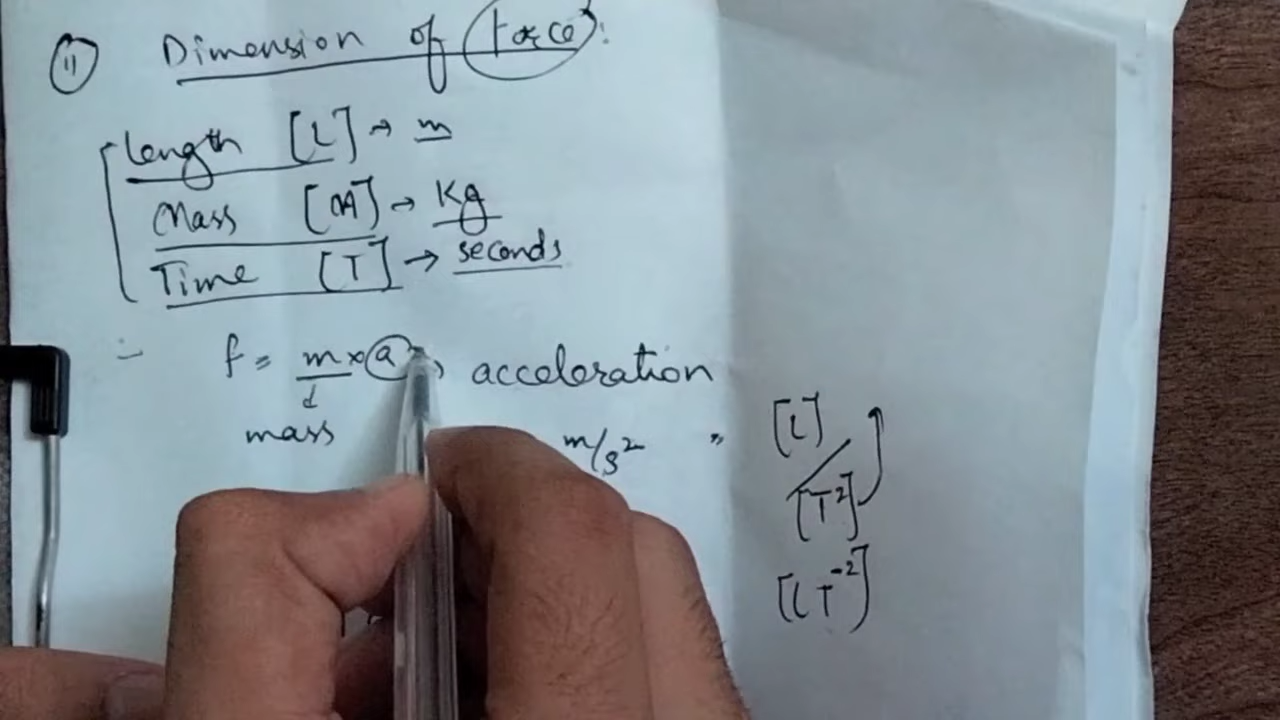 11 Dimension of force:
Length [L] → m
Mass [M] → Kg
Time [T] → seconds
f = m × a , acceleration
mass
m/s² = [L]
[T²]
[LT⁻²]